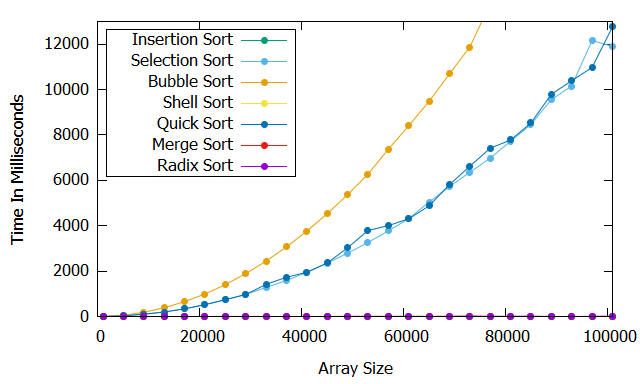 Time In Milliseconds
12000
10000
8000
6000
4000
2000
0
Insertion Sort
Selection Sort
Bubble Sort
Shell Sort
Quick Sort
Merge Sort
Radix Sort
0 20000 40000 60000 80000 100000
Array Size